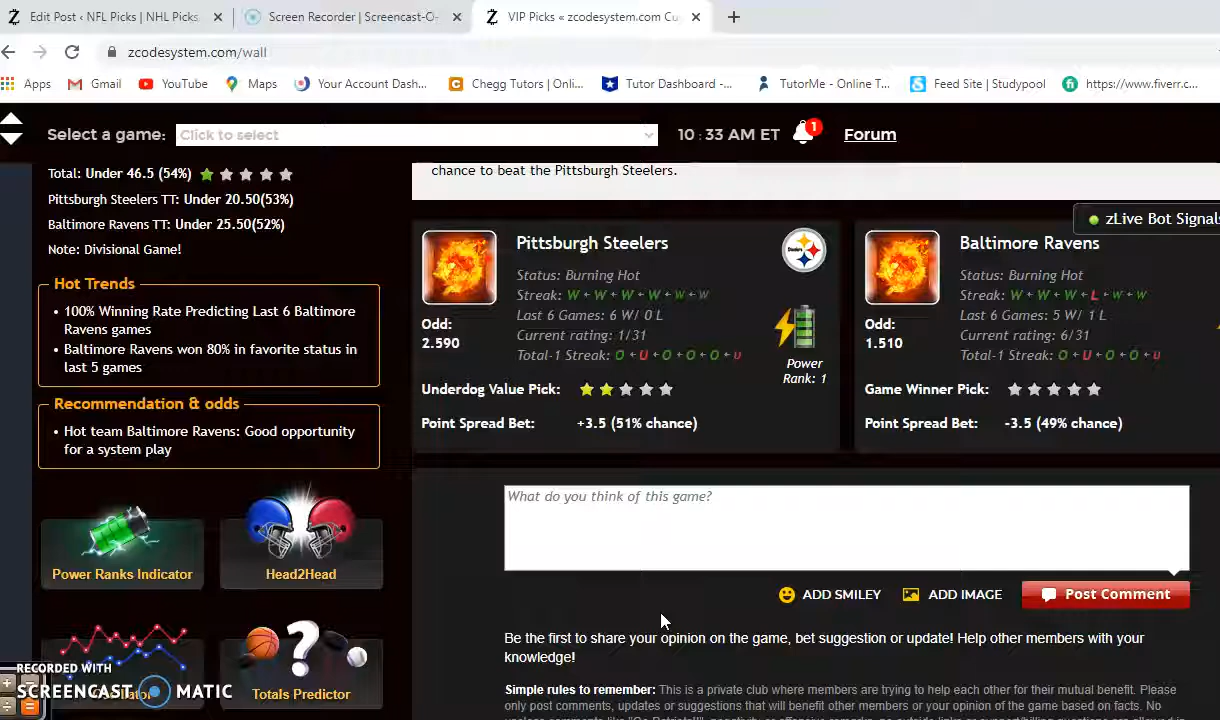 Edit Post ‹ NFL Picks | NHL Picks,
Screen Recorder | Screencast-O-
VIP Picks « zcodesystem.com Cu
zcodesystem.com/wall
Apps
Gmail
YouTube
Maps
Your Account Dash...
Chegg Tutors | Onli...
Tutor Dashboard -...
TutorMe - Online T...
Feed Site | Studypool
https://www.fiverr.c...
Select a game:
Click to select
10:33 AM ET
1
Forum
Total: Under 46.5 (54%)
Pittsburgh Steelers TT: Under 20.50(53%)
Baltimore Ravens TT: Under 25.50(52%)
Note: Divisional Game!
Hot Trends
100% Winning Rate Predicting Last 6 Baltimore
Ravens games
Baltimore Ravens won 80% in favorite status in
last 5 games
Recommendation & odds
Hot team Baltimore Ravens: Good opportunity
for a system play
Power Ranks Indicator
Head2Head
Totals Predictor
RECORDED WITH
SCREENCAST MATIC
chance to beat the Pittsburgh Steelers.
zLive Bot Signals
Pittsburgh Steelers
Steelers
Status: Burning Hot
Streak: W ← W ← W ← W ← W ← W
Last 6 Games: 6 W/ 0 L
Current rating: 1/31
Total-1 Streak: O ← U ← O ← O ← O ← U
Odd:
2.590
Power
Rank: 1
Underdog Value Pick:
Point Spread Bet: +3.5 (51% chance)
Baltimore Ravens
Status: Burning Hot
Streak: W ← W ← W ← L ← W ← W
Last 6 Games: 5 W/ 1 L
Current rating: 6/31
Total-1 Streak: O ← U ← O ← O ← U
Odd:
1.510
Game Winner Pick:
Point Spread Bet: -3.5 (49% chance)
What do you think of this game?
ADD SMILEY
ADD IMAGE
Post Comment
Be the first to share your opinion on the game, bet suggestion or update! Help other members with your
knowledge!
Simple rules to remember: This is a private club where members are trying to help each other for their mutual benefit. Please
only post comments, updates or suggestions that will benefit other members or your opinion of the game based on facts. No